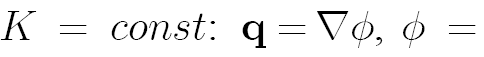 K = const: q = ∇ϕ, ϕ =